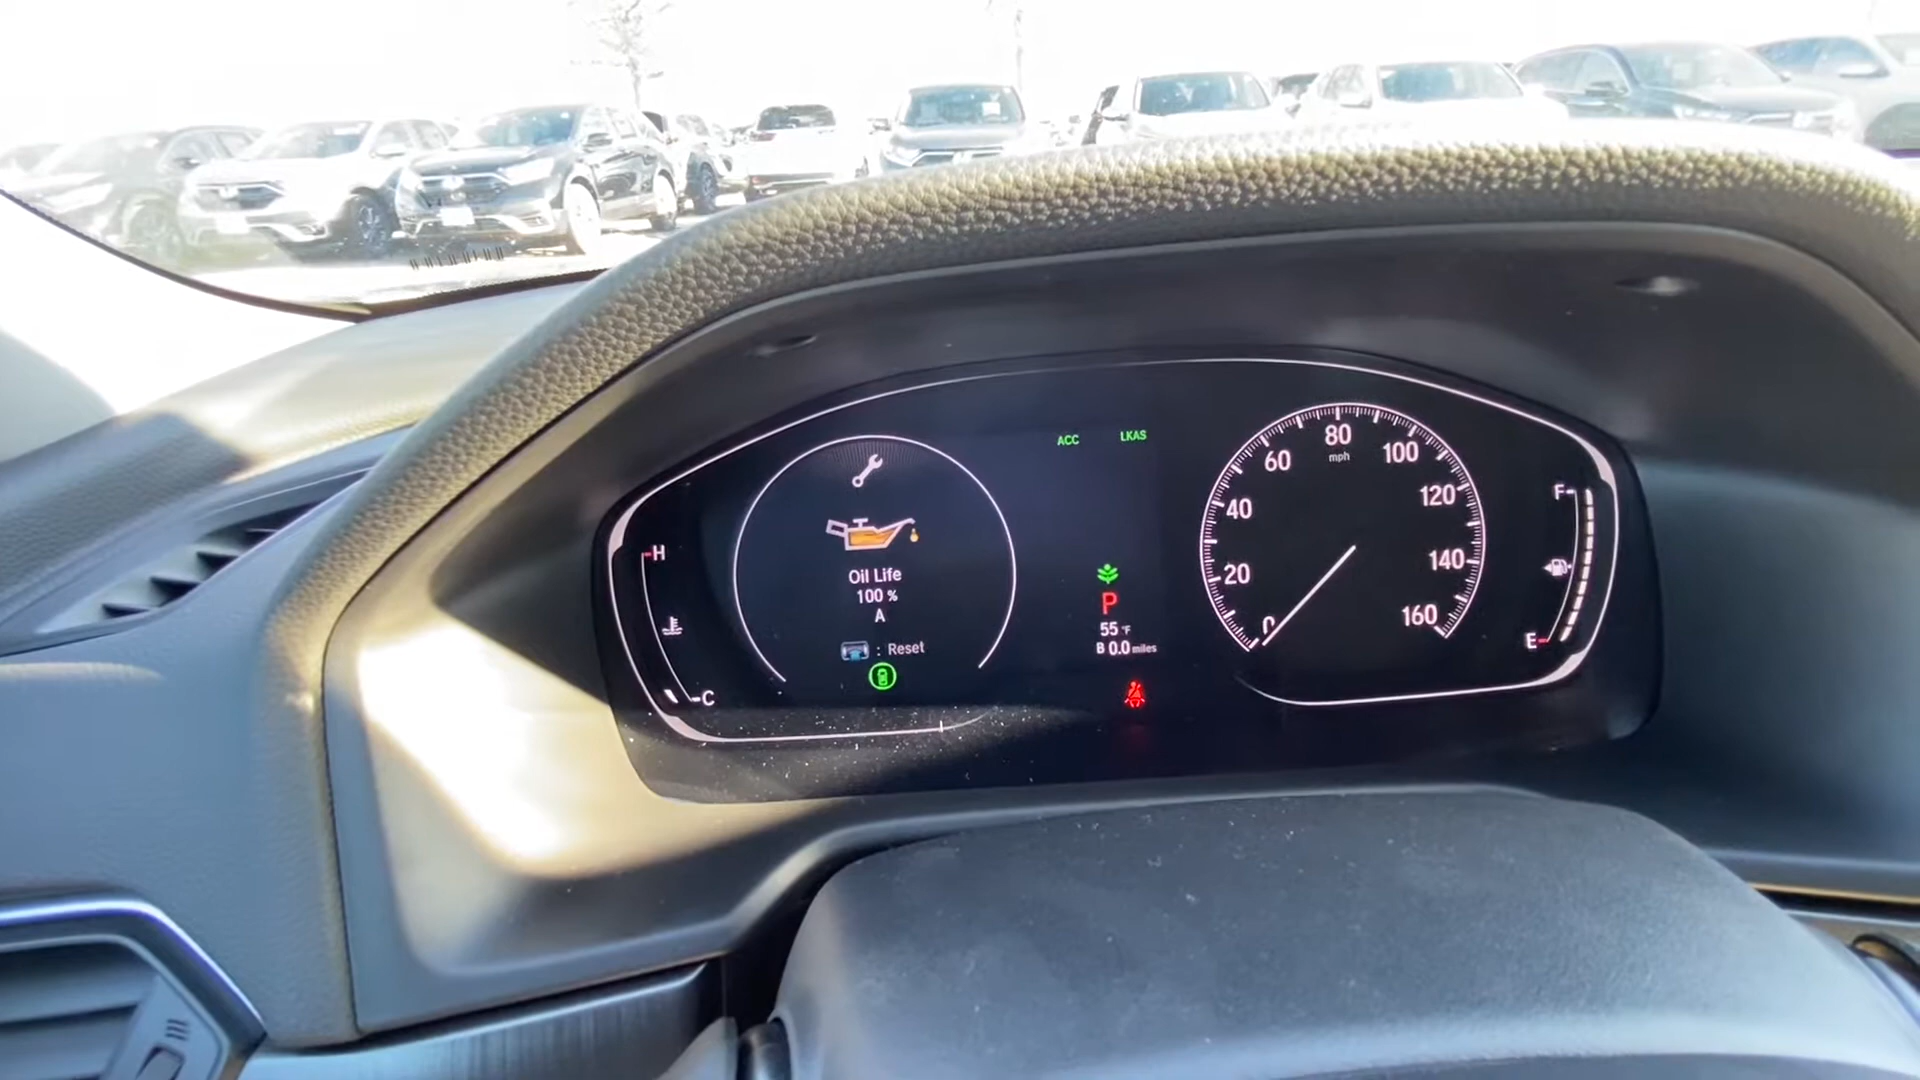 ACC LKAS
H
C
Oil Life
100 %
A
: Reset
P
55 °F
B 0.0 miles
0
20
40
60
80
mph
100
120
140
160
F
E